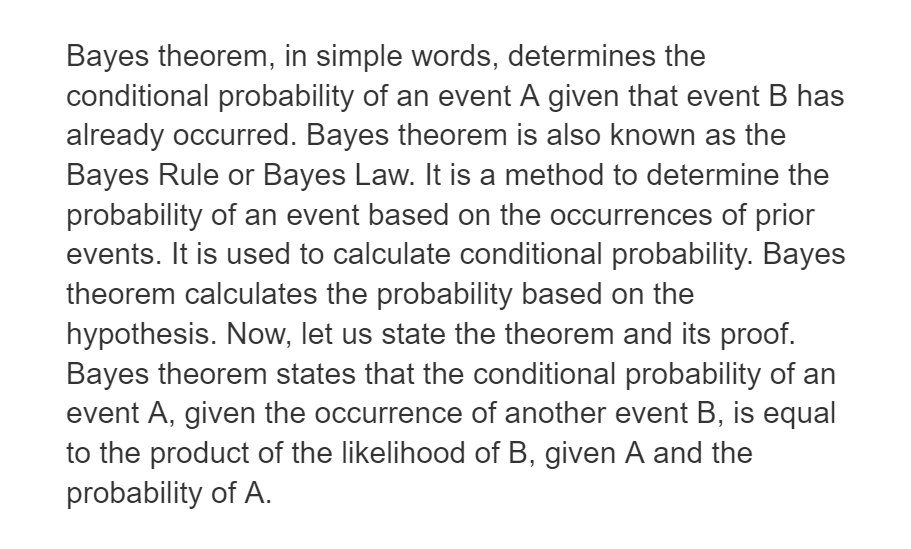 Bayes theorem, in simple words, determines the
conditional probability of an event A given that event B has
already occurred. Bayes theorem is also known as the
Bayes Rule or Bayes Law. It is a method to determine the
probability of an event based on the occurrences of prior
events. It is used to calculate conditional probability. Bayes
theorem calculates the probability based on the
hypothesis. Now, let us state the theorem and its proof.
Bayes theorem states that the conditional probability of an
event A, given the occurrence of another event B, is equal
to the product of the likelihood of B, given A and the
probability of A.